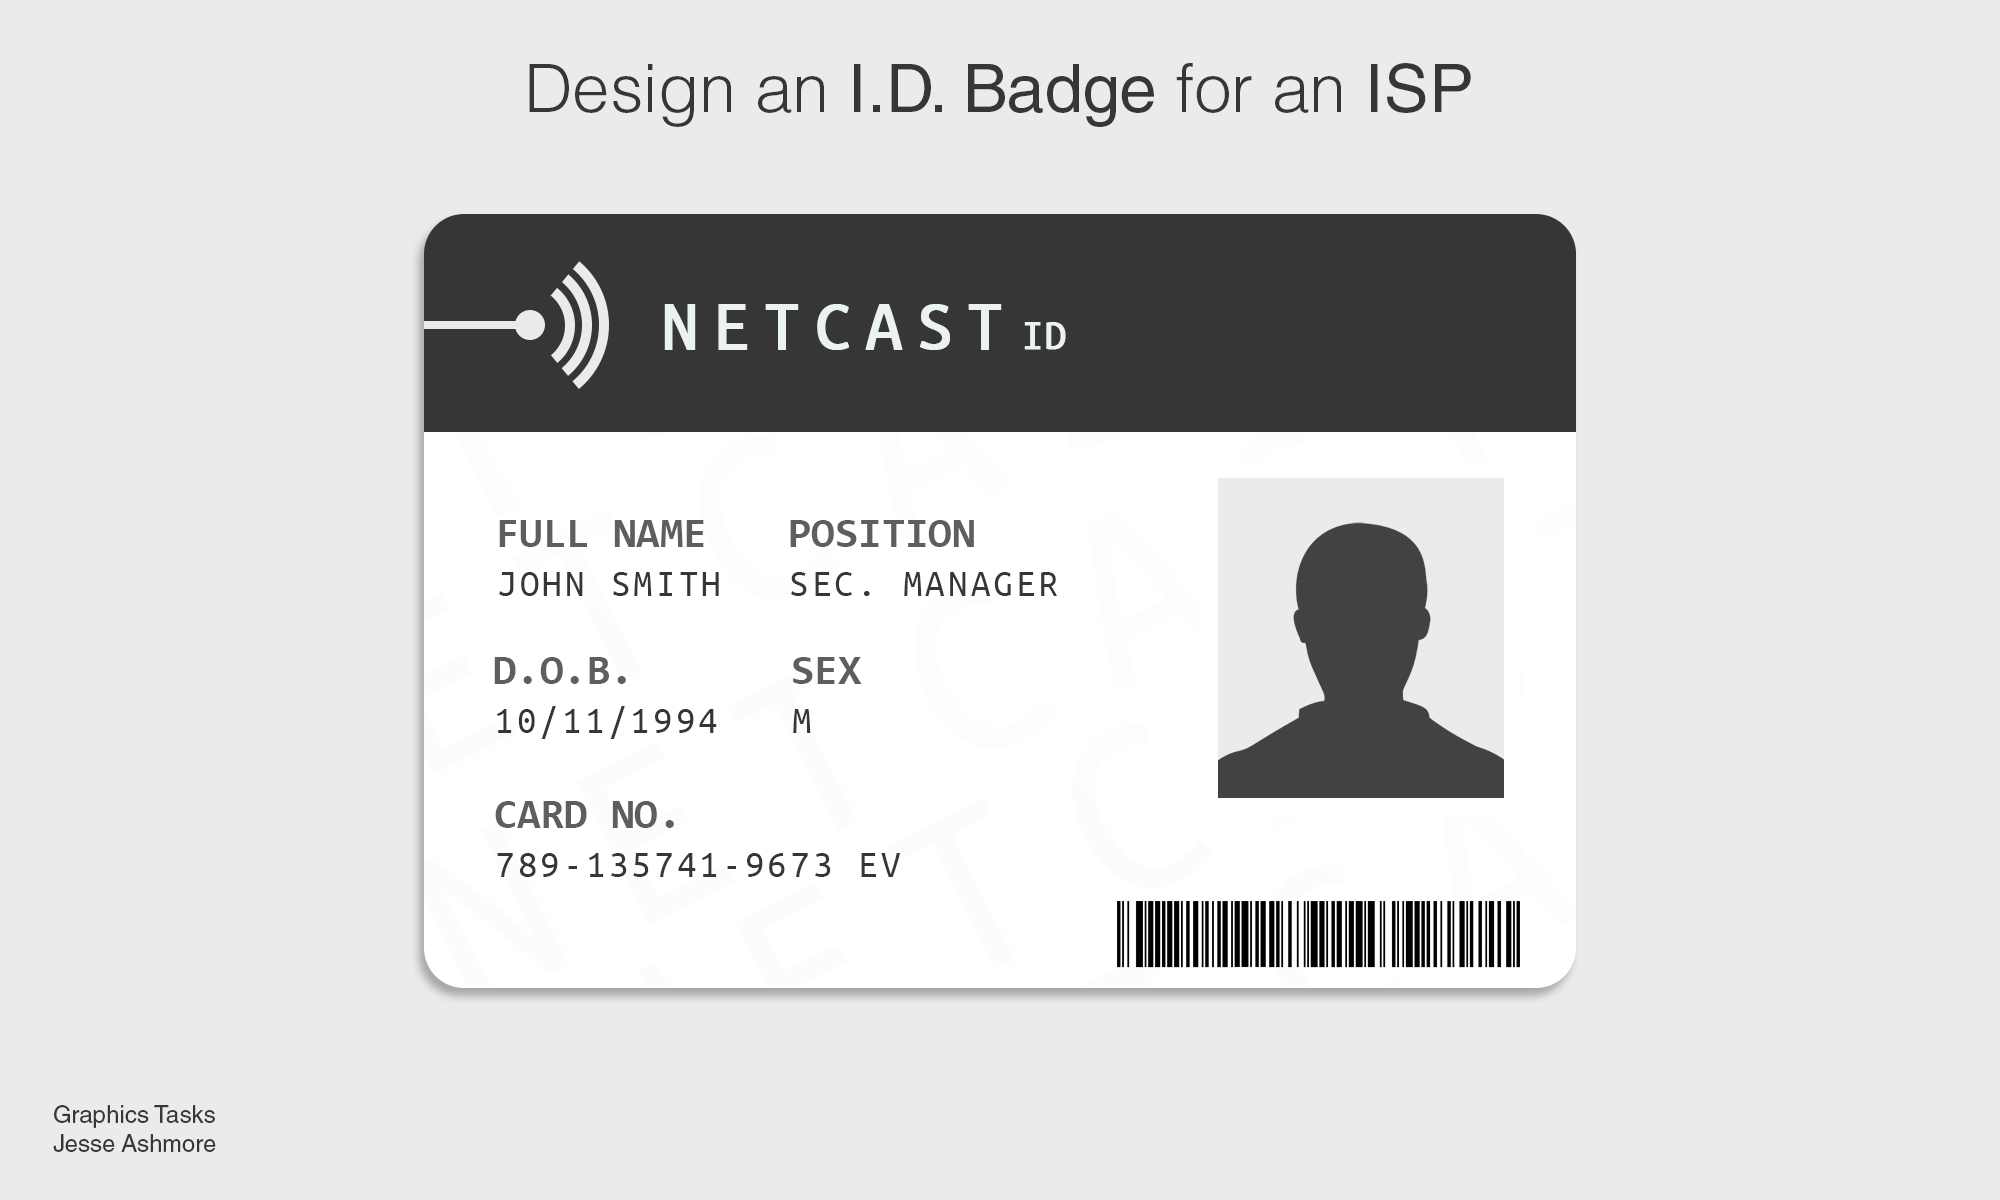 Design an I.D. Badge for an ISP
NETCAST ID
FULL NAME POSITION
JOHN SMITH SEC. MANAGER
D.O.B. SEX
10/11/1994 M
CARD NO.
789-135741-9673 EV
Graphics Tasks
Jesse Ashmore